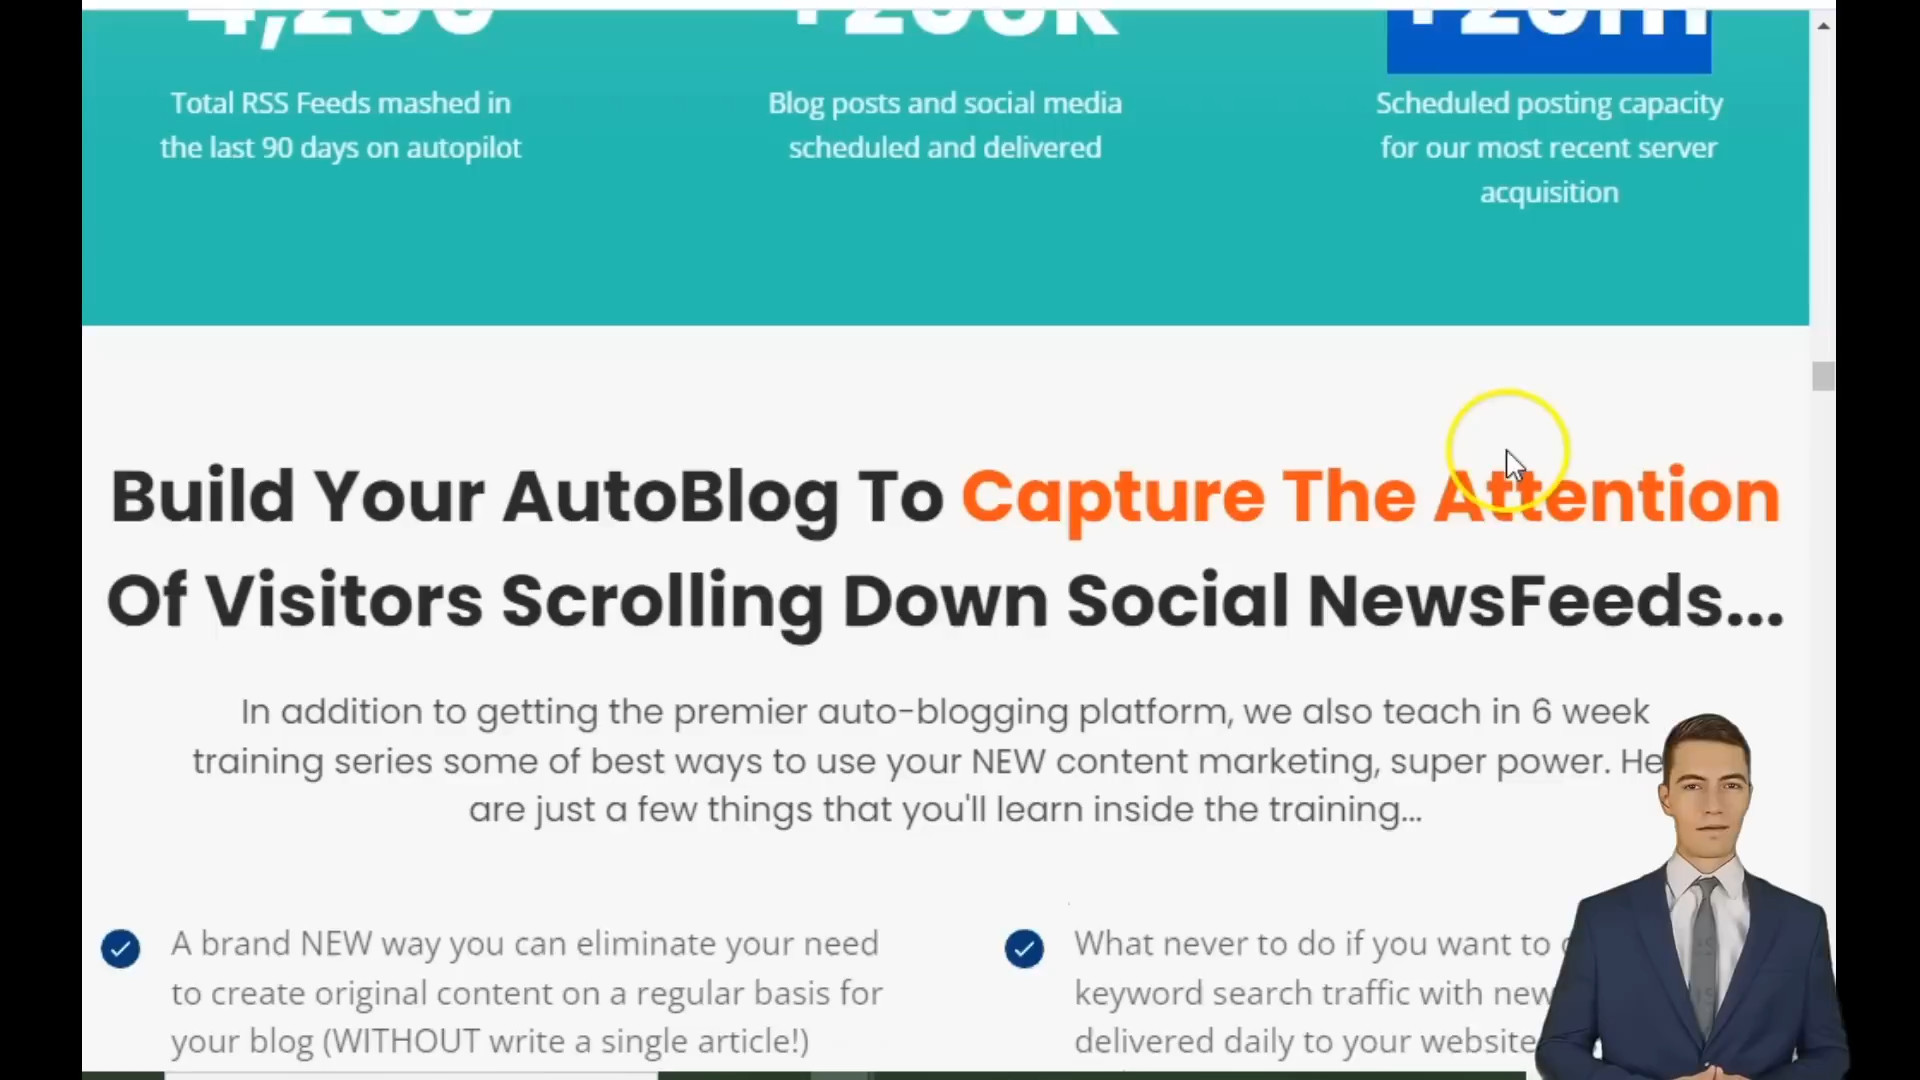 Total RSS Feeds mashed in
the last 90 days on autopilot
Blog posts and social media
scheduled and delivered
Scheduled posting capacity
for our most recent server
acquisition
Build Your AutoBlog To Capture The Attention
Of Visitors Scrolling Down Social NewsFeeds...
In addition to getting the premier auto-blogging platform, we also teach in 6 week
training series some of best ways to use your NEW content marketing, super power. He
are just a few things that you'll learn inside the training...
A brand NEW way you can eliminate your need
to create original content on a regular basis for
your blog (WITHOUT write a single article!)
What never to do if you want to
keyword search traffic with new
delivered daily to your website